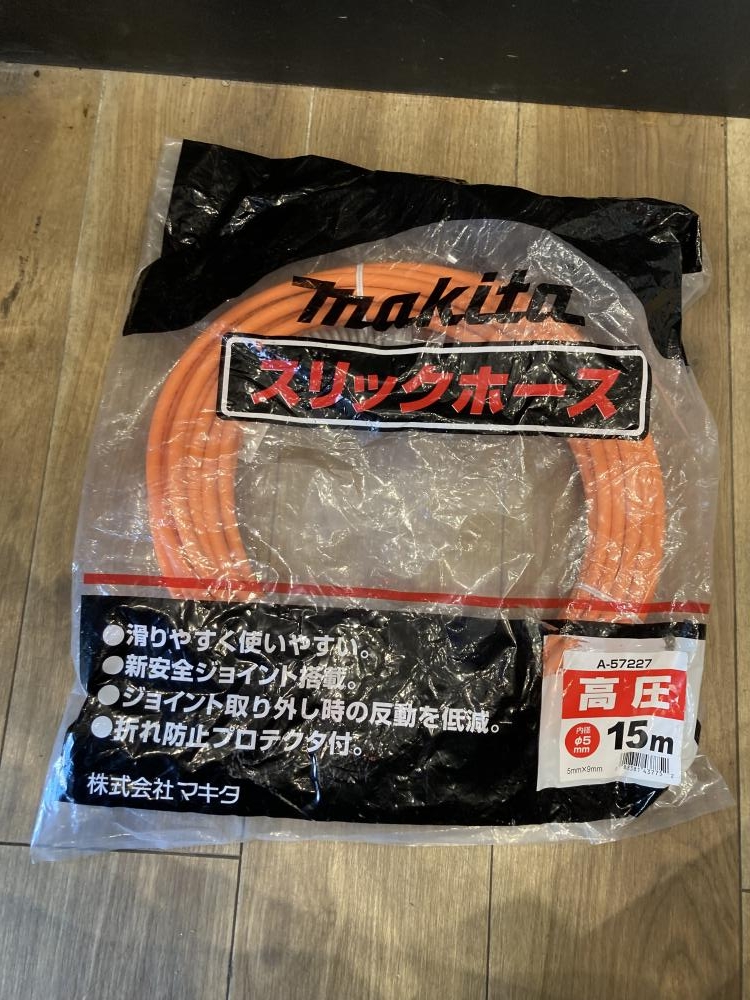 makita
スリックホース
●滑りやすく使いやすい。
●新安全ジョイント搭載。
●ジョイント取り外し時の反動を低減。
●折れ防止プロテクタ付。
株式会社マキタ
A-57227
高圧
内径
φ5
mm
15m
5mm×9mm